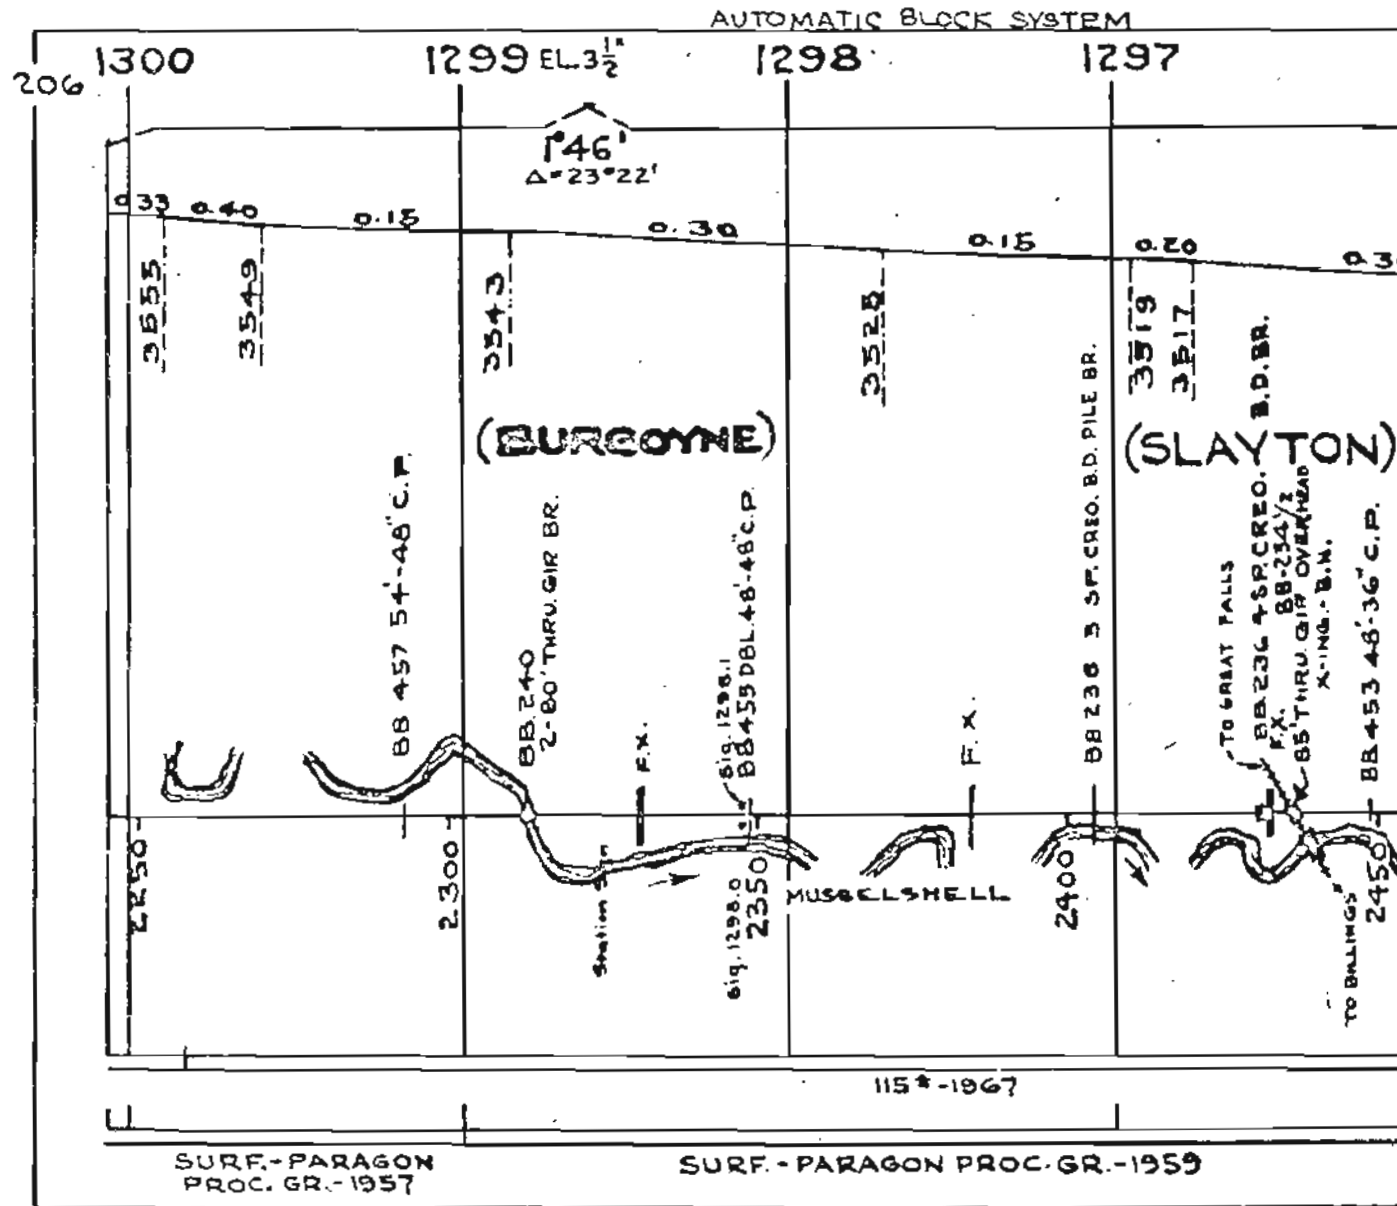 AUTOMATIC BLOCK SYSTEM
206
1300
1299 EL. 3½"
1298
1297
1°46'
Δ=23°22'
0.33
0.40
0.15
0.30
0.15
0.20
0.3
3555
3549
3543
3525
3519
3517
(BURGOYNE)
(SLAYTON)
BB 457 54'-48" C.P.
BB 240
2-80' THRU. GIR BR.
F.X.
Sig. 1298.1
BB 455 DBL. 48'-48" C.P.
F.X.
BB 238 3 SP. CREO. B.D. PILE BR.
TO GREAT FALLS
BB 236 4 SP. CREO. B.D. BR.
F.X. BB-234½
85' THRU. GIR OVERHEAD
X-ING.-B.N.
BB 453 48'-36" C.P.
2250
2300
Station
Sig. 1298.0
2350
MUSSELSHELL
2400
TO BILLINGS
2450
115#-1967
SURF.-PARAGON
PROC. GR.-1957
SURF.-PARAGON PROC. GR.-1959